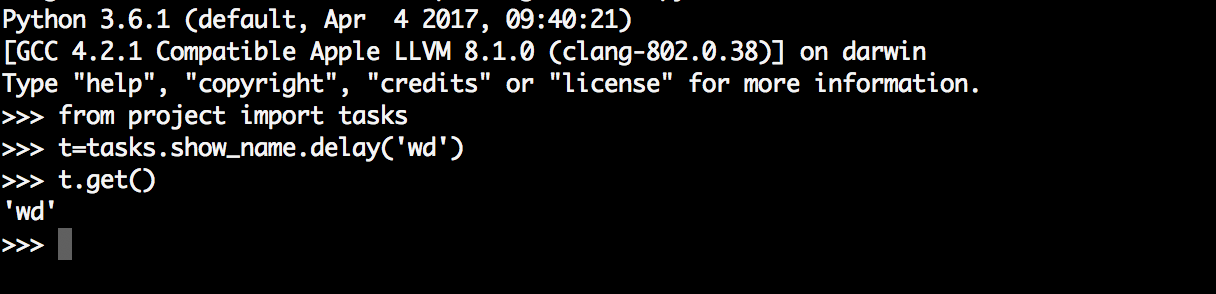 Python 3.6.1 (default, Apr  4 2017, 09:40:21)
[GCC 4.2.1 Compatible Apple LLVM 8.1.0 (clang-802.0.38)] on darwin
Type "help", "copyright", "credits" or "license" for more information.
>>> from project import tasks
>>> t=tasks.show_name.delay('wd')
>>> t.get()
'wd'
>>>